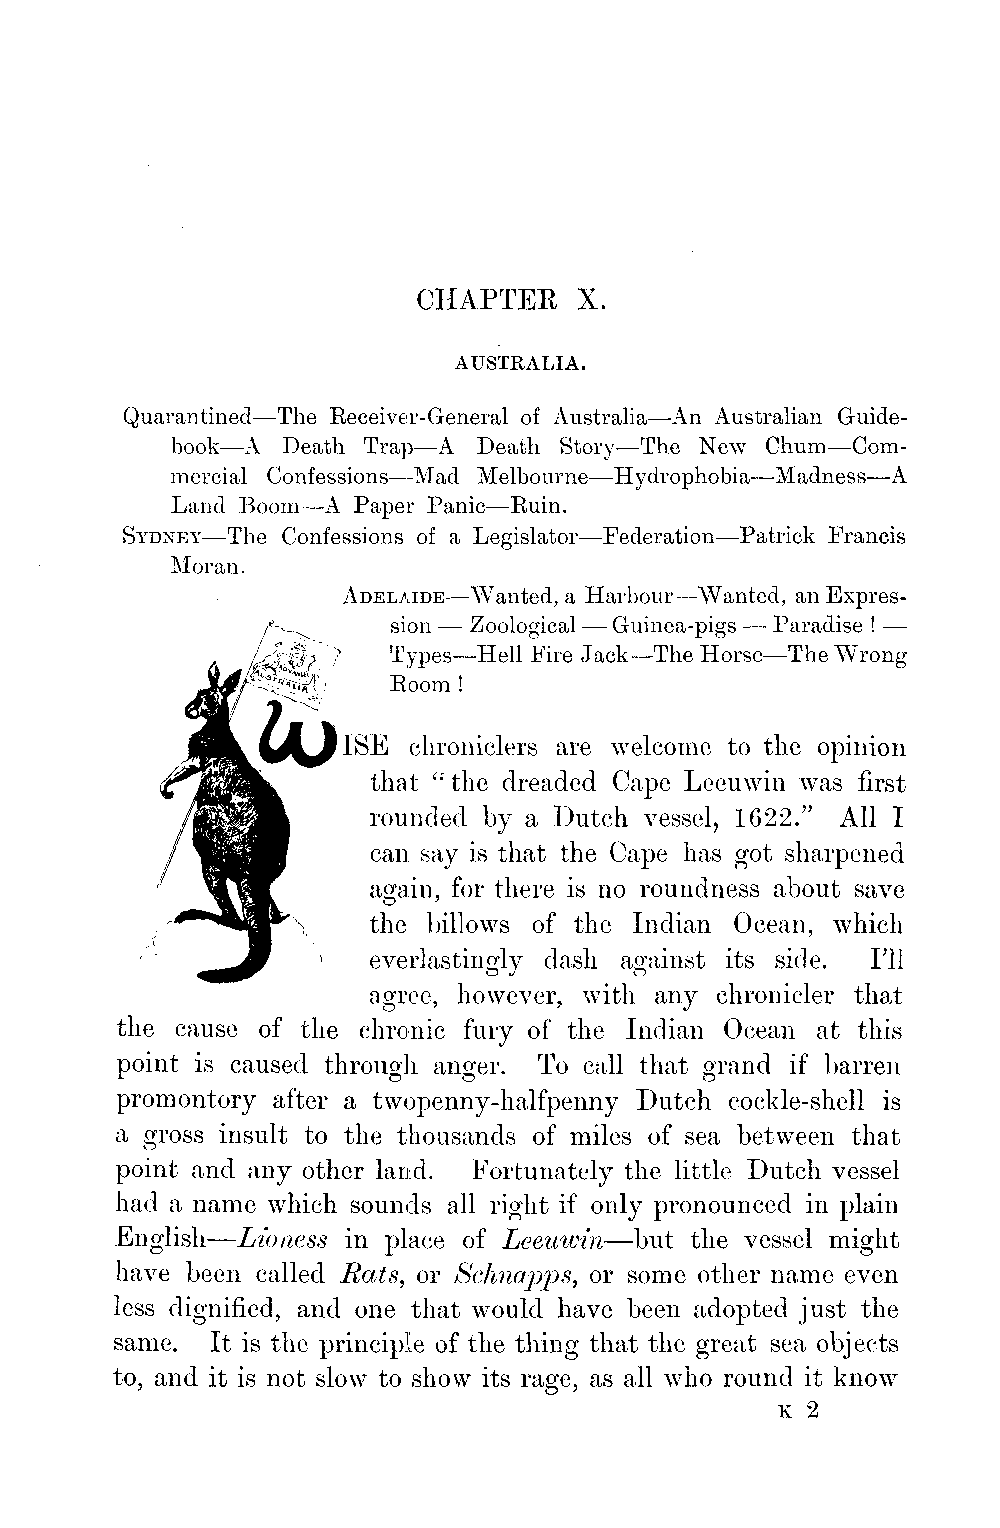 CHAPTER X.
AUSTRALIA.
Quarantined—The Receiver-General of Australia—An Australian Guide-
book—A Death Trap—A Death Story—The New Chum—Com-
mercial Confessions—Mad Melbourne—Hydrophobia—Madness—A
Land Boom—A Paper Panic—Ruin.
SYDNEY—The Confessions of a Legislator—Federation—Patrick Francis
Moran.
ADELAIDE—Wanted, a Harbour—Wanted, an Expres-
sion — Zoological — Guinea-pigs — Paradise ! —
Types—Hell Fire Jack—The Horse—The Wrong
Room !
ADVANCE
AUSTRALIA
WISE chroniclers are welcome to the opinion
that “the dreaded Cape Leeuwin was first
rounded by a Dutch vessel, 1622.” All I
can say is that the Cape has got sharpened
again, for there is no roundness about save
the billows of the Indian Ocean, which
everlastingly dash against its side. I’ll
agree, however, with any chronicler that
the cause of the chronic fury of the Indian Ocean at this
point is caused through anger. To call that grand if barren
promontory after a twopenny-halfpenny Dutch cockle-shell is
a gross insult to the thousands of miles of sea between that
point and any other land. Fortunately the little Dutch vessel
had a name which sounds all right if only pronounced in plain
English—Lioness in place of Leeuwin—but the vessel might
have been called Rats, or Schnapps, or some other name even
less dignified, and one that would have been adopted just the
same. It is the principle of the thing that the great sea objects
to, and it is not slow to show its rage, as all who round it know
K 2